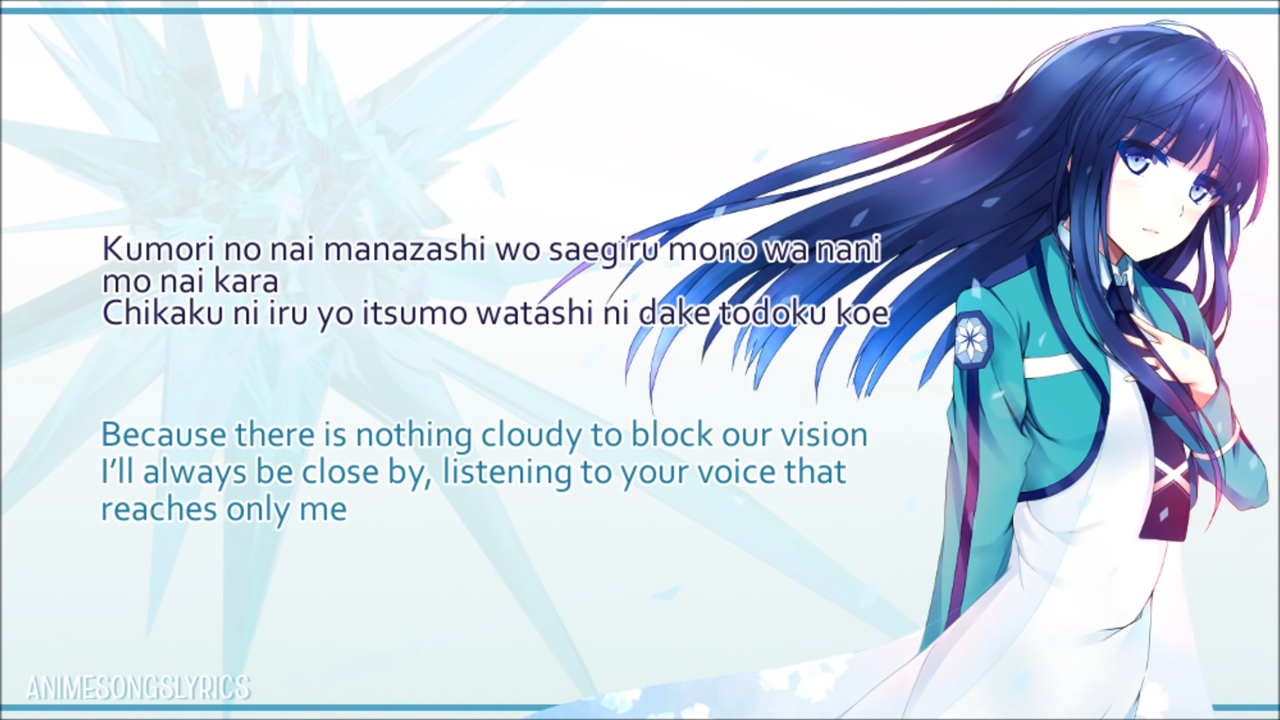 Kumori no nai manazashi wo saegiru mono wa nani
mo nai kara
Chikaku ni iru yo itsumo watashi ni dake todoku koe
Because there is nothing cloudy to block our vision
I'll always be close by, listening to your voice that
reaches only me
ANIMESONGSLYRICS